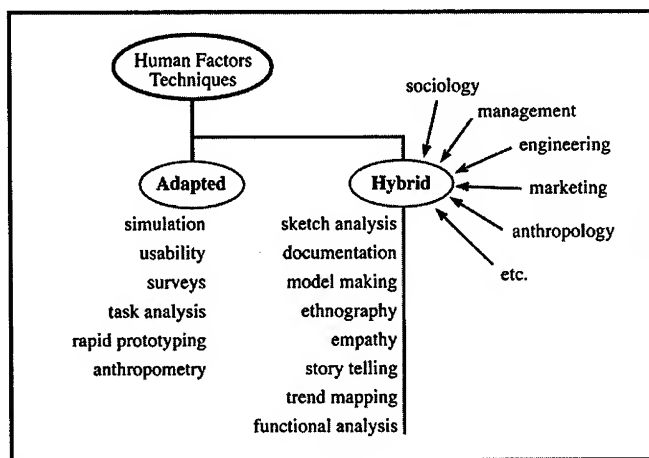 Human Factors
Techniques
sociology
management
engineering
marketing
anthropology
etc.
Adapted
simulation
usability
surveys
task analysis
rapid prototyping
anthropometry
Hybrid
sketch analysis
documentation
model making
ethnography
empathy
story telling
trend mapping
functional analysis